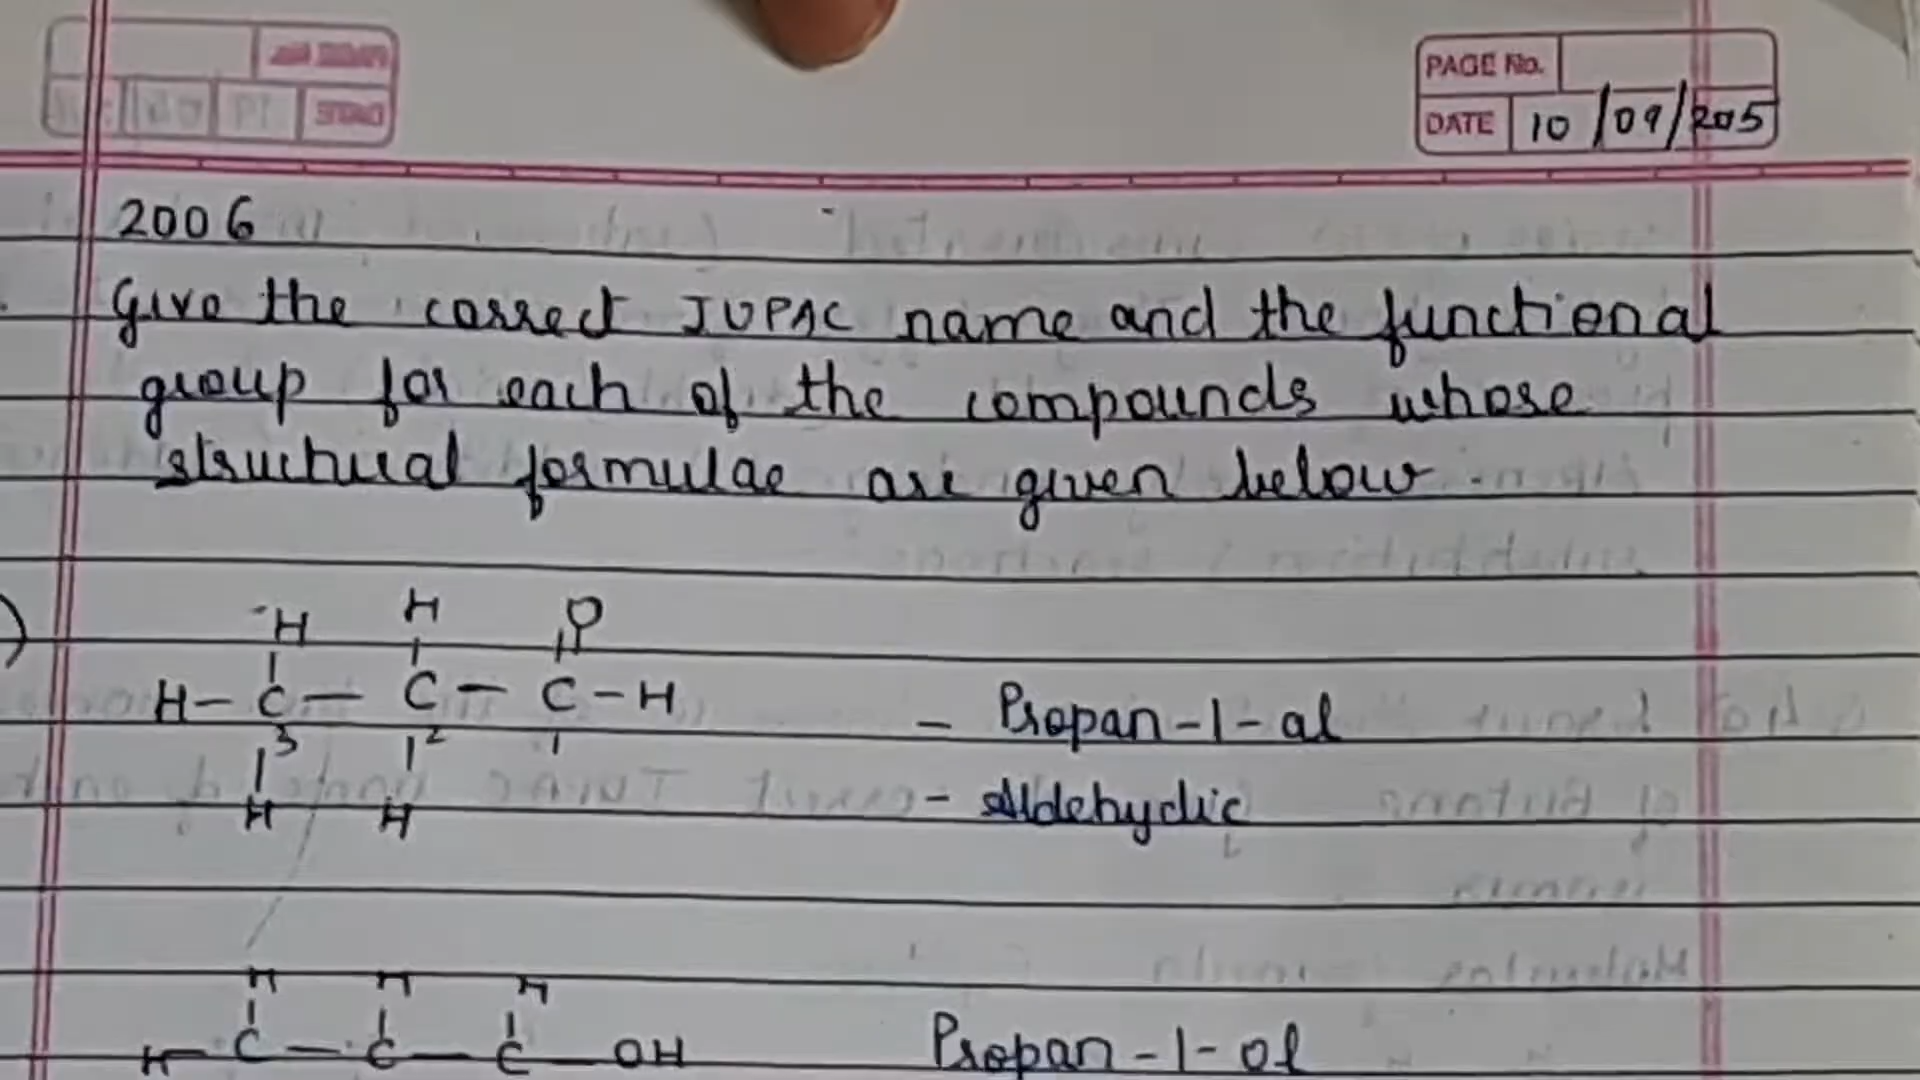 PAGE No.
DATE 10/09/205
2006
Give the correct IUPAC name and the functional
group for each of the compounds whose
structural formulae are given below
H H O
H-C-C-C-H - Propan-1-al
3 2 1
H H - Aldehydic
H H H
H-C-C-C-OH Propan-1-ol